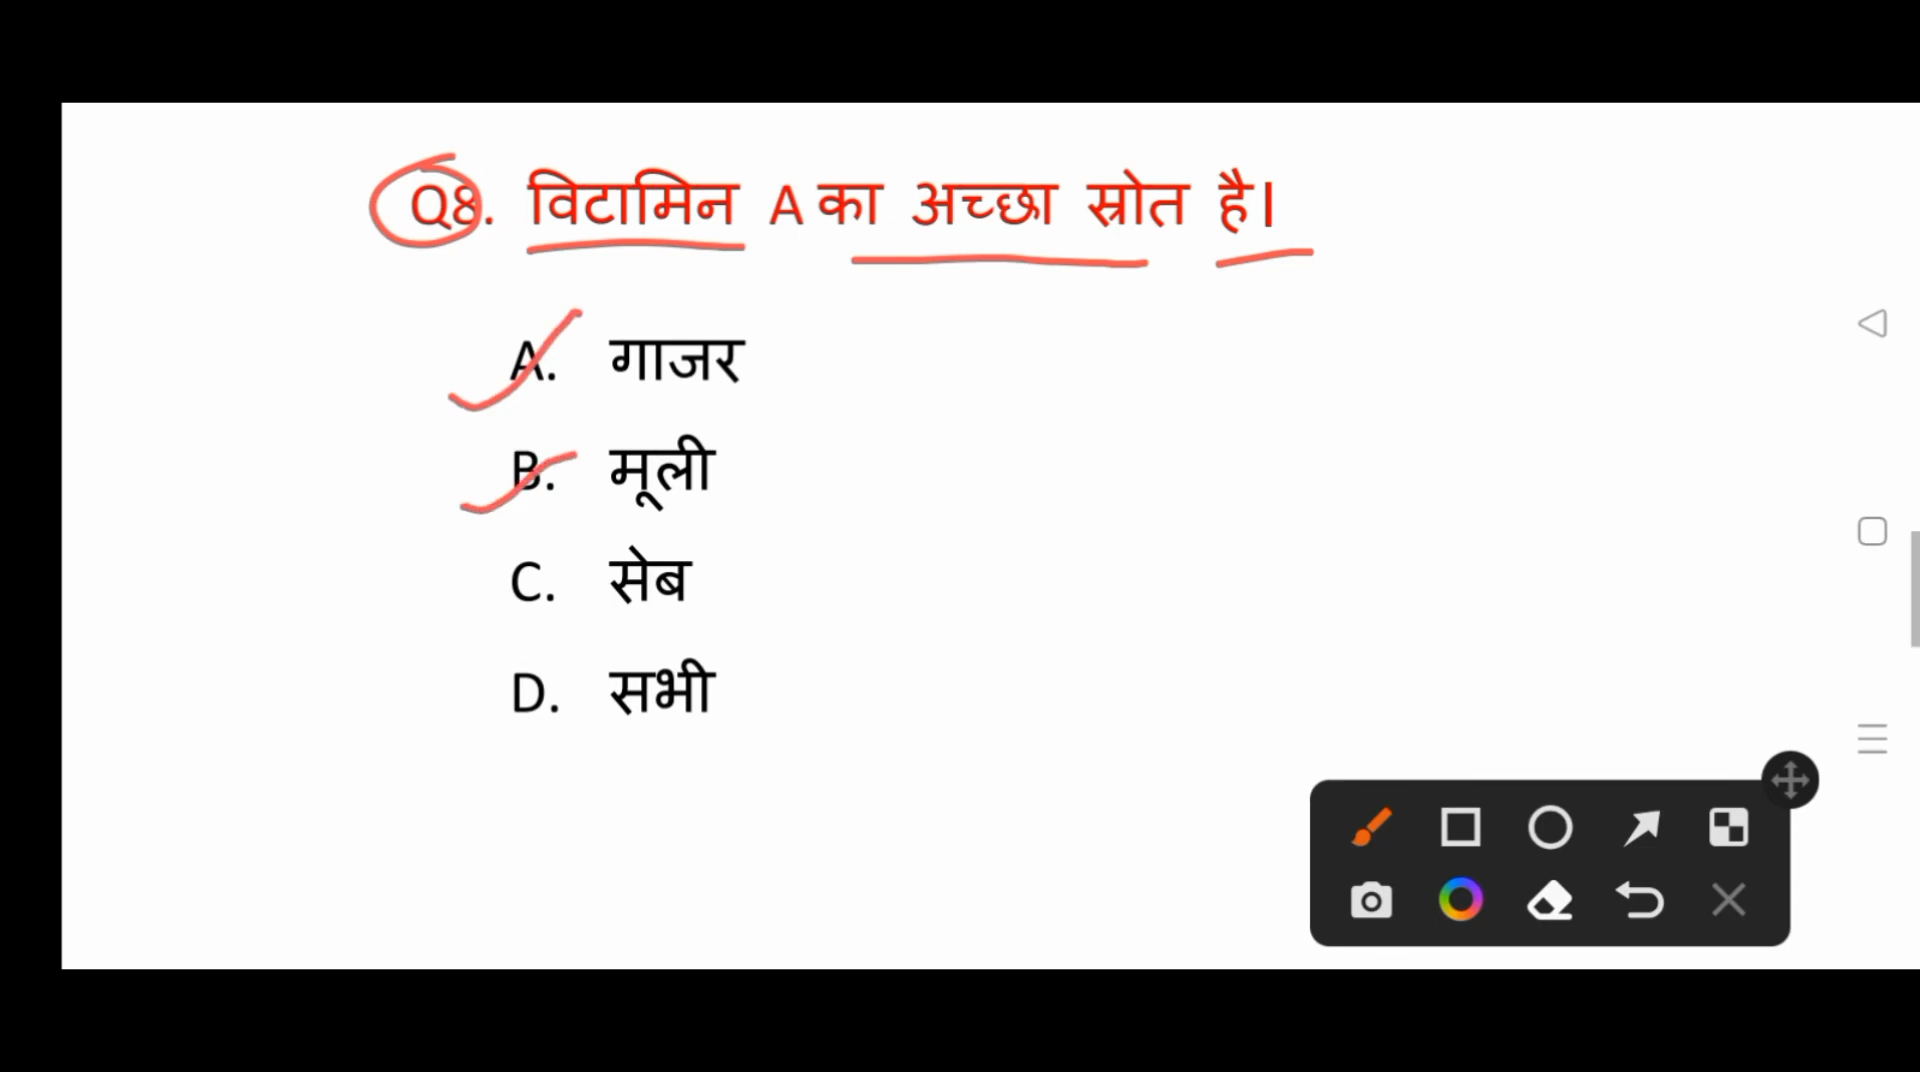 Q8. विटामिन A का अच्छा स्रोत है।
A. गाजर
B. मूली
C. सेब
D. सभी